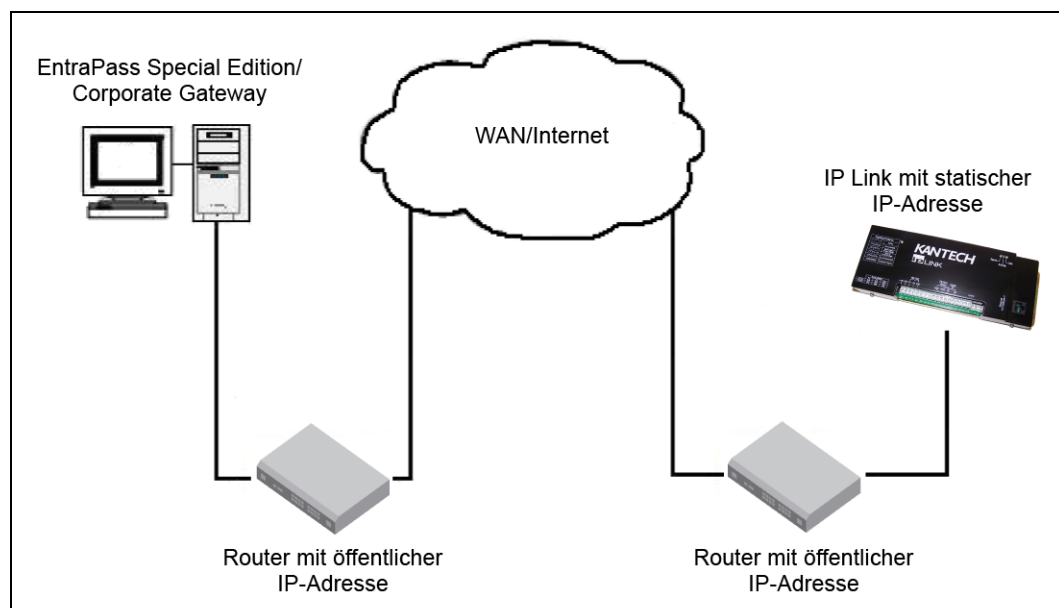 EntraPass Special Edition/
Corporate Gateway
WAN/Internet
IP Link mit statischer
IP-Adresse
KANTECH
LINK
Router mit öffentlicher
IP-Adresse
Router mit öffentlicher
IP-Adresse